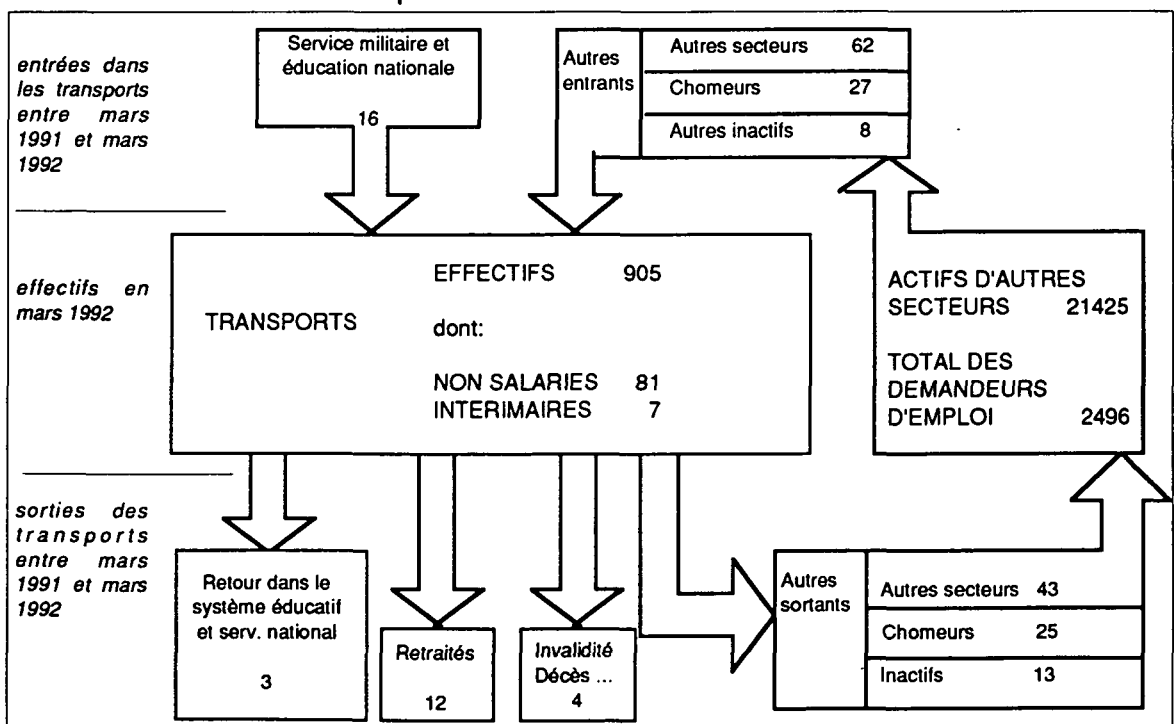 entrées dans
les transports
entre mars
1991 et mars
1992
Service militaire et
éducation nationale
16
Autres
entrants
Autres secteurs 62
Chomeurs 27
Autres inactifs 8
effectifs en
mars 1992
TRANSPORTS
EFFECTIFS 905
dont:
NON SALARIES 81
INTERIMAIRES 7
ACTIFS D'AUTRES
SECTEURS 21425
TOTAL DES
DEMANDEURS
D'EMPLOI 2496
sorties des
transports
entre mars
1991 et mars
1992
Retour dans le
système éducatif
et serv. national
3
Retraités
12
Invalidité
Décès ...
4
Autres
sortants
Autres secteurs 43
Chomeurs 25
Inactifs 13